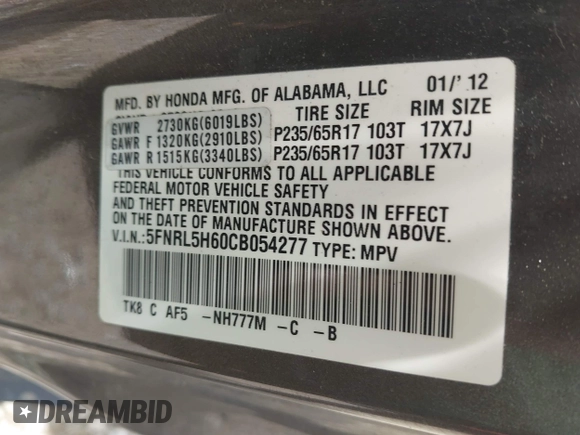 MFD. BY HONDA MFG. OF ALABAMA, LLC 01/'12
TIRE SIZE RIM SIZE
GVWR 2730KG(6019LBS)
GAWR F 1320KG(2910LBS) P235/65R17 103T 17X7J
GAWR R 1515KG(3340LBS) P235/65R17 103T 17X7J
THIS VEHICLE CONFORMS TO ALL APPLICABLE
FEDERAL MOTOR VEHICLE SAFETY
AND THEFT PREVENTION STANDARDS IN EFFECT
ON THE DATE OF MANUFACTURE SHOWN ABOVE.
V.I.N.:5FNRL5H60CB054277 TYPE: MPV
TK8 C AF5 -NH777M -C -B
DREAMBID